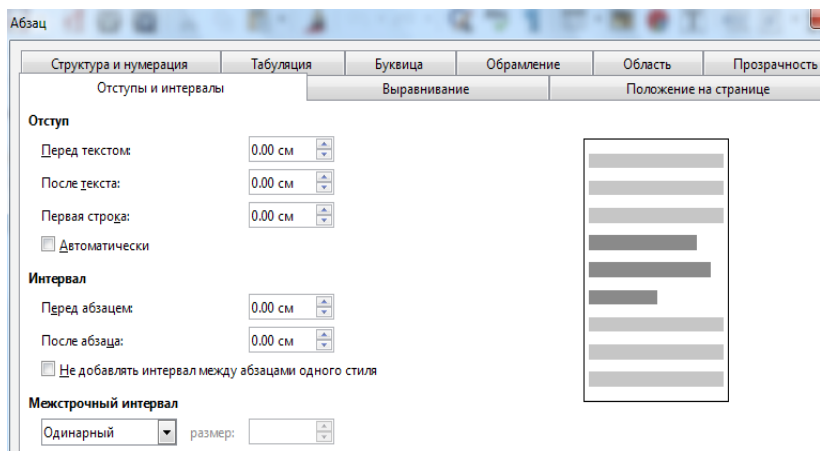 Абзац
Структура и нумерация Табуляция Буквица Обрамление Область Прозрачность
Отступы и интервалы Выравнивание Положение на странице
Отступ
Перед текстом: 0.00 см
После текста: 0.00 см
Первая строка: 0.00 см
Автоматически
Интервал
Перед абзацем: 0.00 см
После абзаца: 0.00 см
Не добавлять интервал между абзацами одного стиля
Межстрочный интервал
Одинарный размер: